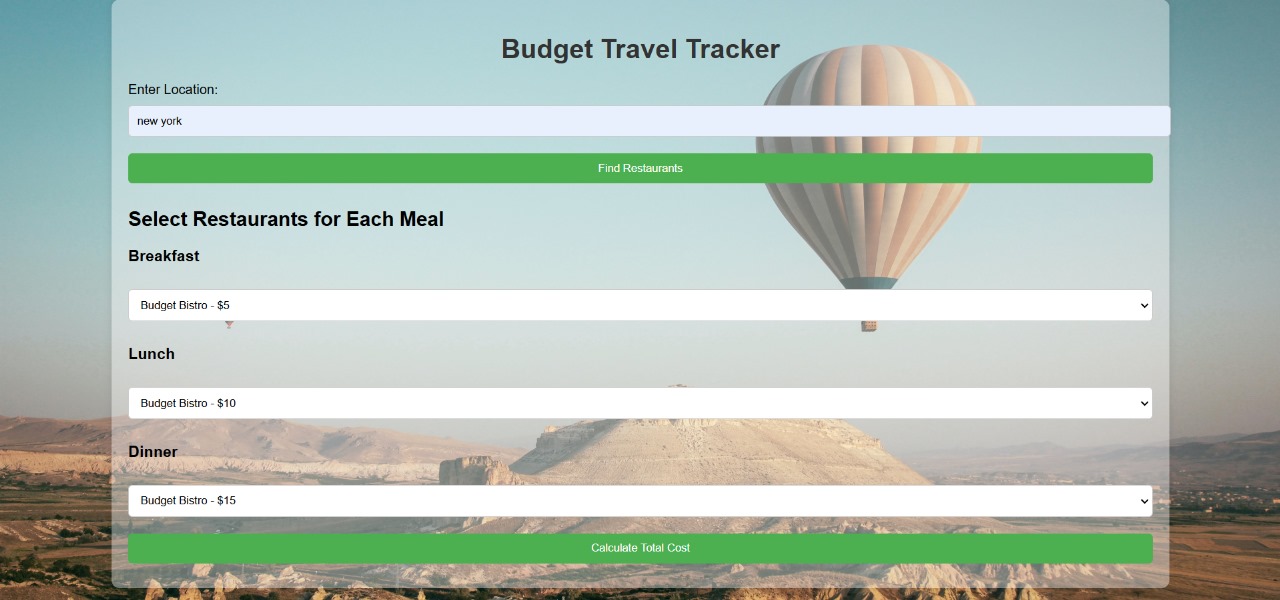 Budget Travel Tracker
Enter Location:
new york
Find Restaurants
Select Restaurants for Each Meal
Breakfast
Budget Bistro - $5
Lunch
Budget Bistro - $10
Dinner
Budget Bistro - $15
Calculate Total Cost